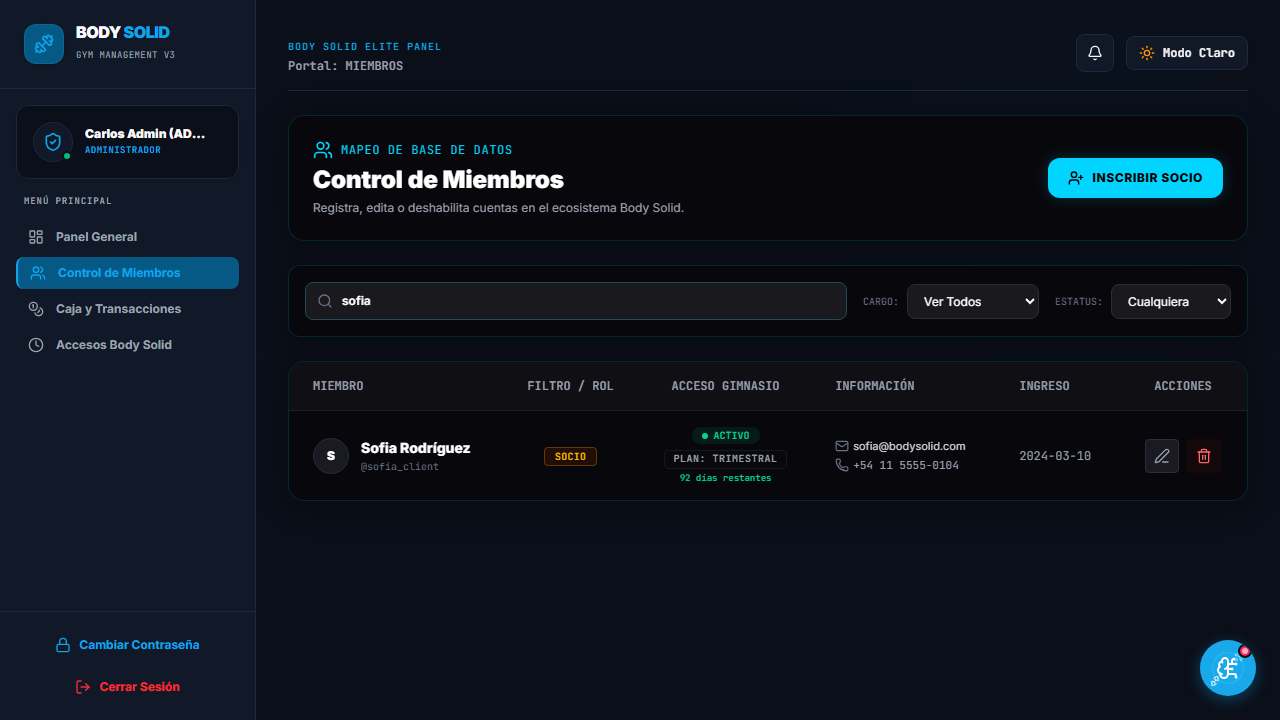 BODY SOLID
GYM MANAGEMENT V3
Carlos Admin (AD...
ADMINISTRADOR
MENÚ PRINCIPAL
Panel General
Control de Miembros
Caja y Transacciones
Accesos Body Solid
Cambiar Contraseña
Cerrar Sesión
BODY SOLID ELITE PANEL
Portal: MIEMBROS
Modo Claro
MAPEO DE BASE DE DATOS
Control de Miembros
Registra, edita o deshabilita cuentas en el ecosistema Body Solid.
INSCRIBIR SOCIO
sofia
CARGO: Ver Todos
ESTATUS: Cualquiera
MIEMBRO FILTRO / ROL ACCESO GIMNASIO INFORMACIÓN INGRESO ACCIONES
S
Sofia Rodríguez
@sofia_client
SOCIO
ACTIVO
PLAN: TRIMESTRAL
92 días restantes
sofia@bodysolid.com
+54 11 5555-0104
2024-03-10